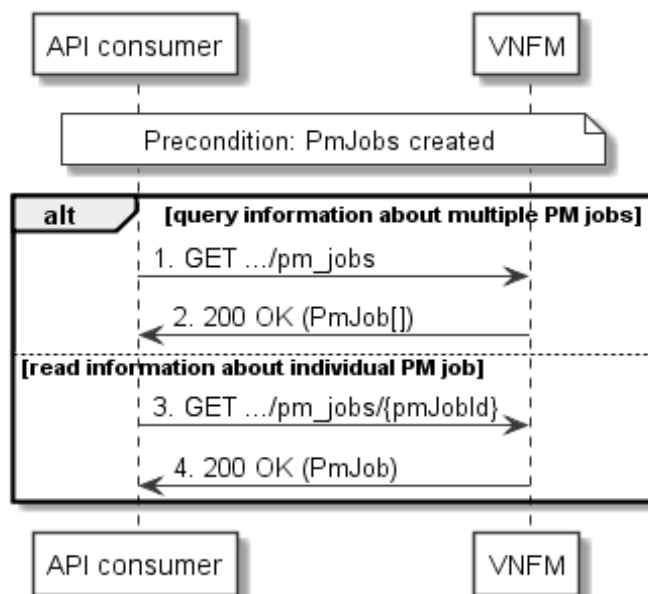 API consumer
VNFM
Precondition: PmJobs created
alt
[query information about multiple PM jobs]
1. GET .../pm_jobs
2. 200 OK (PmJob[])
[read information about individual PM job]
3. GET .../pm_jobs/{pmJobId}
4. 200 OK (PmJob)
API consumer
VNFM